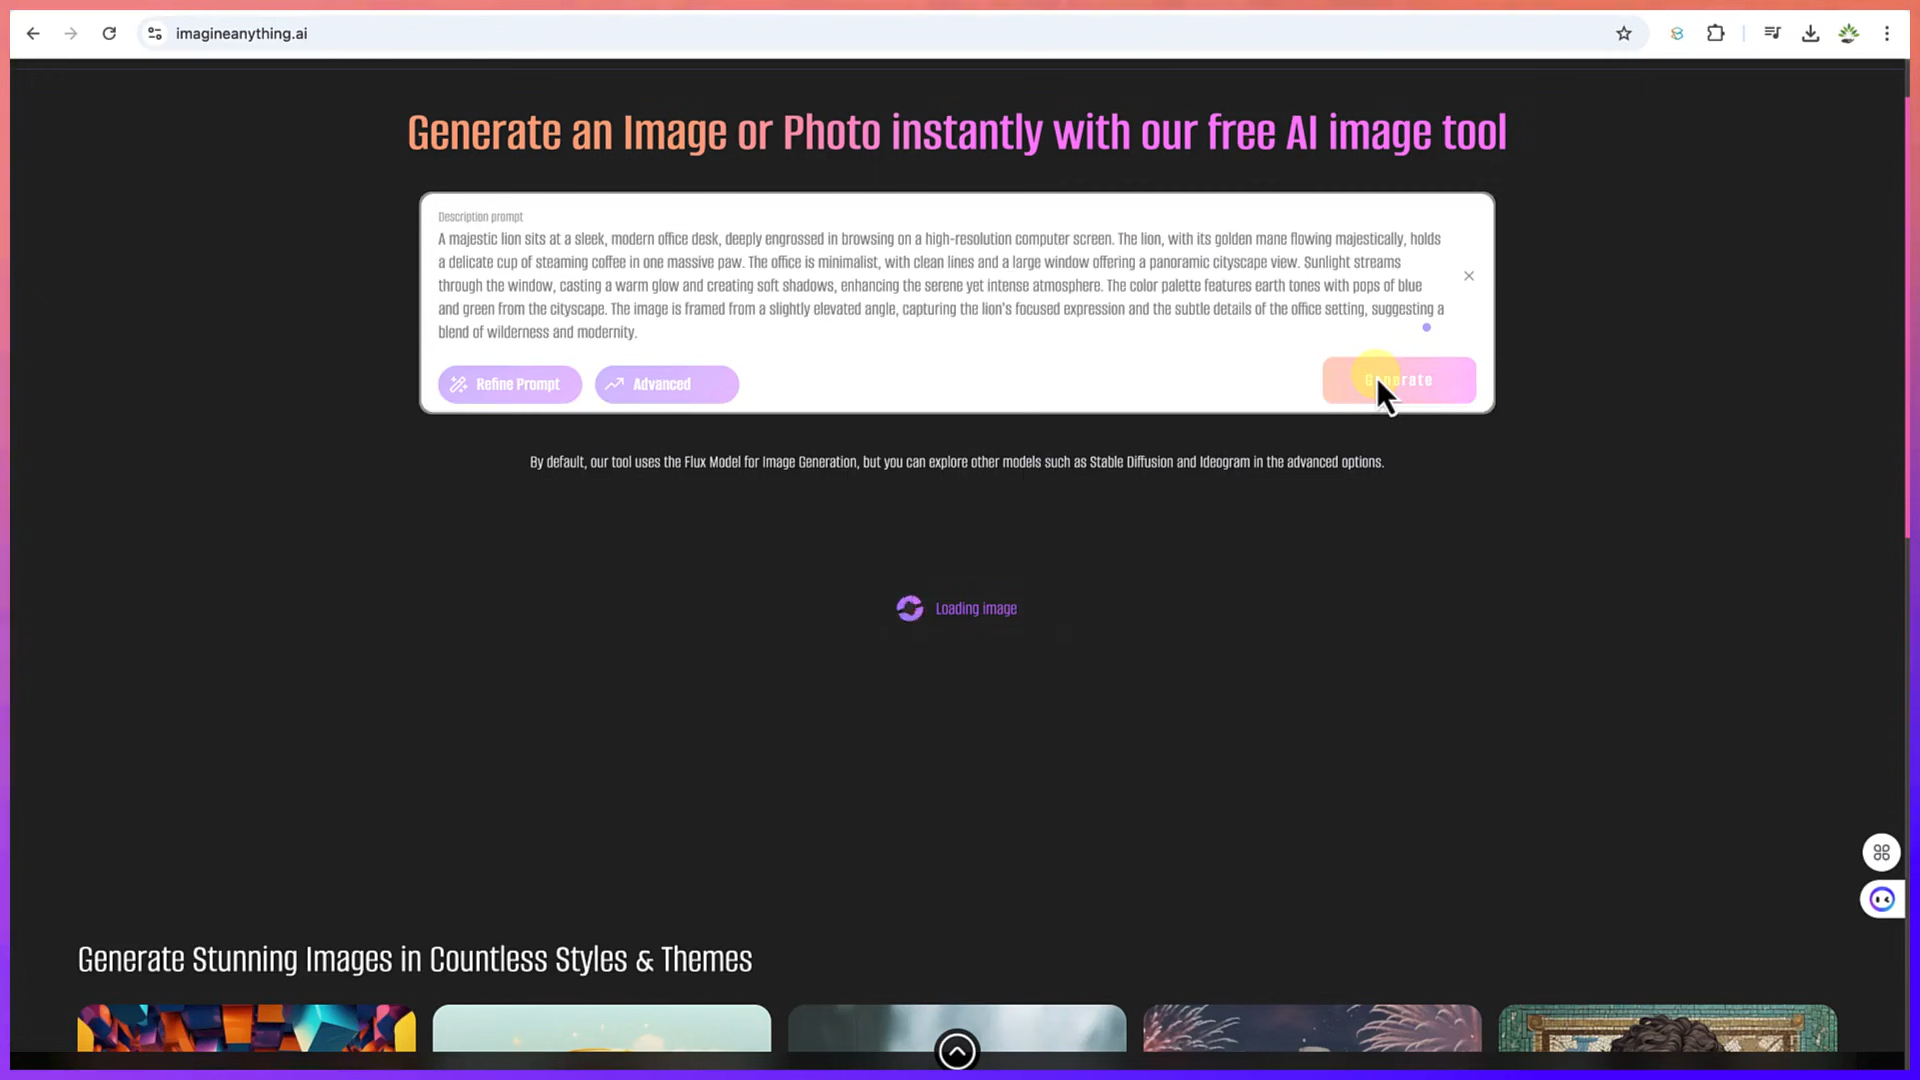 imagineanything.ai
Generate an Image or Photo instantly with our free AI image tool
Description prompt
A majestic lion sits at a sleek, modern office desk, deeply engrossed in browsing on a high-resolution computer screen. The lion, with its golden mane flowing majestically, holds
a delicate cup of steaming coffee in one massive paw. The office is minimalist, with clean lines and a large window offering a panoramic cityscape view. Sunlight streams
through the window, casting a warm glow and creating soft shadows, enhancing the serene yet intense atmosphere. The color palette features earth tones with pops of blue
and green from the cityscape. The image is framed from a slightly elevated angle, capturing the lion's focused expression and the subtle details of the office setting, suggesting a
blend of wilderness and modernity.
Refine Prompt
Advanced
Generate
By default, our tool uses the Flux Model for Image Generation, but you can explore other models such as Stable Diffusion and Ideogram in the advanced options.
Loading image
Generate Stunning Images in Countless Styles & Themes